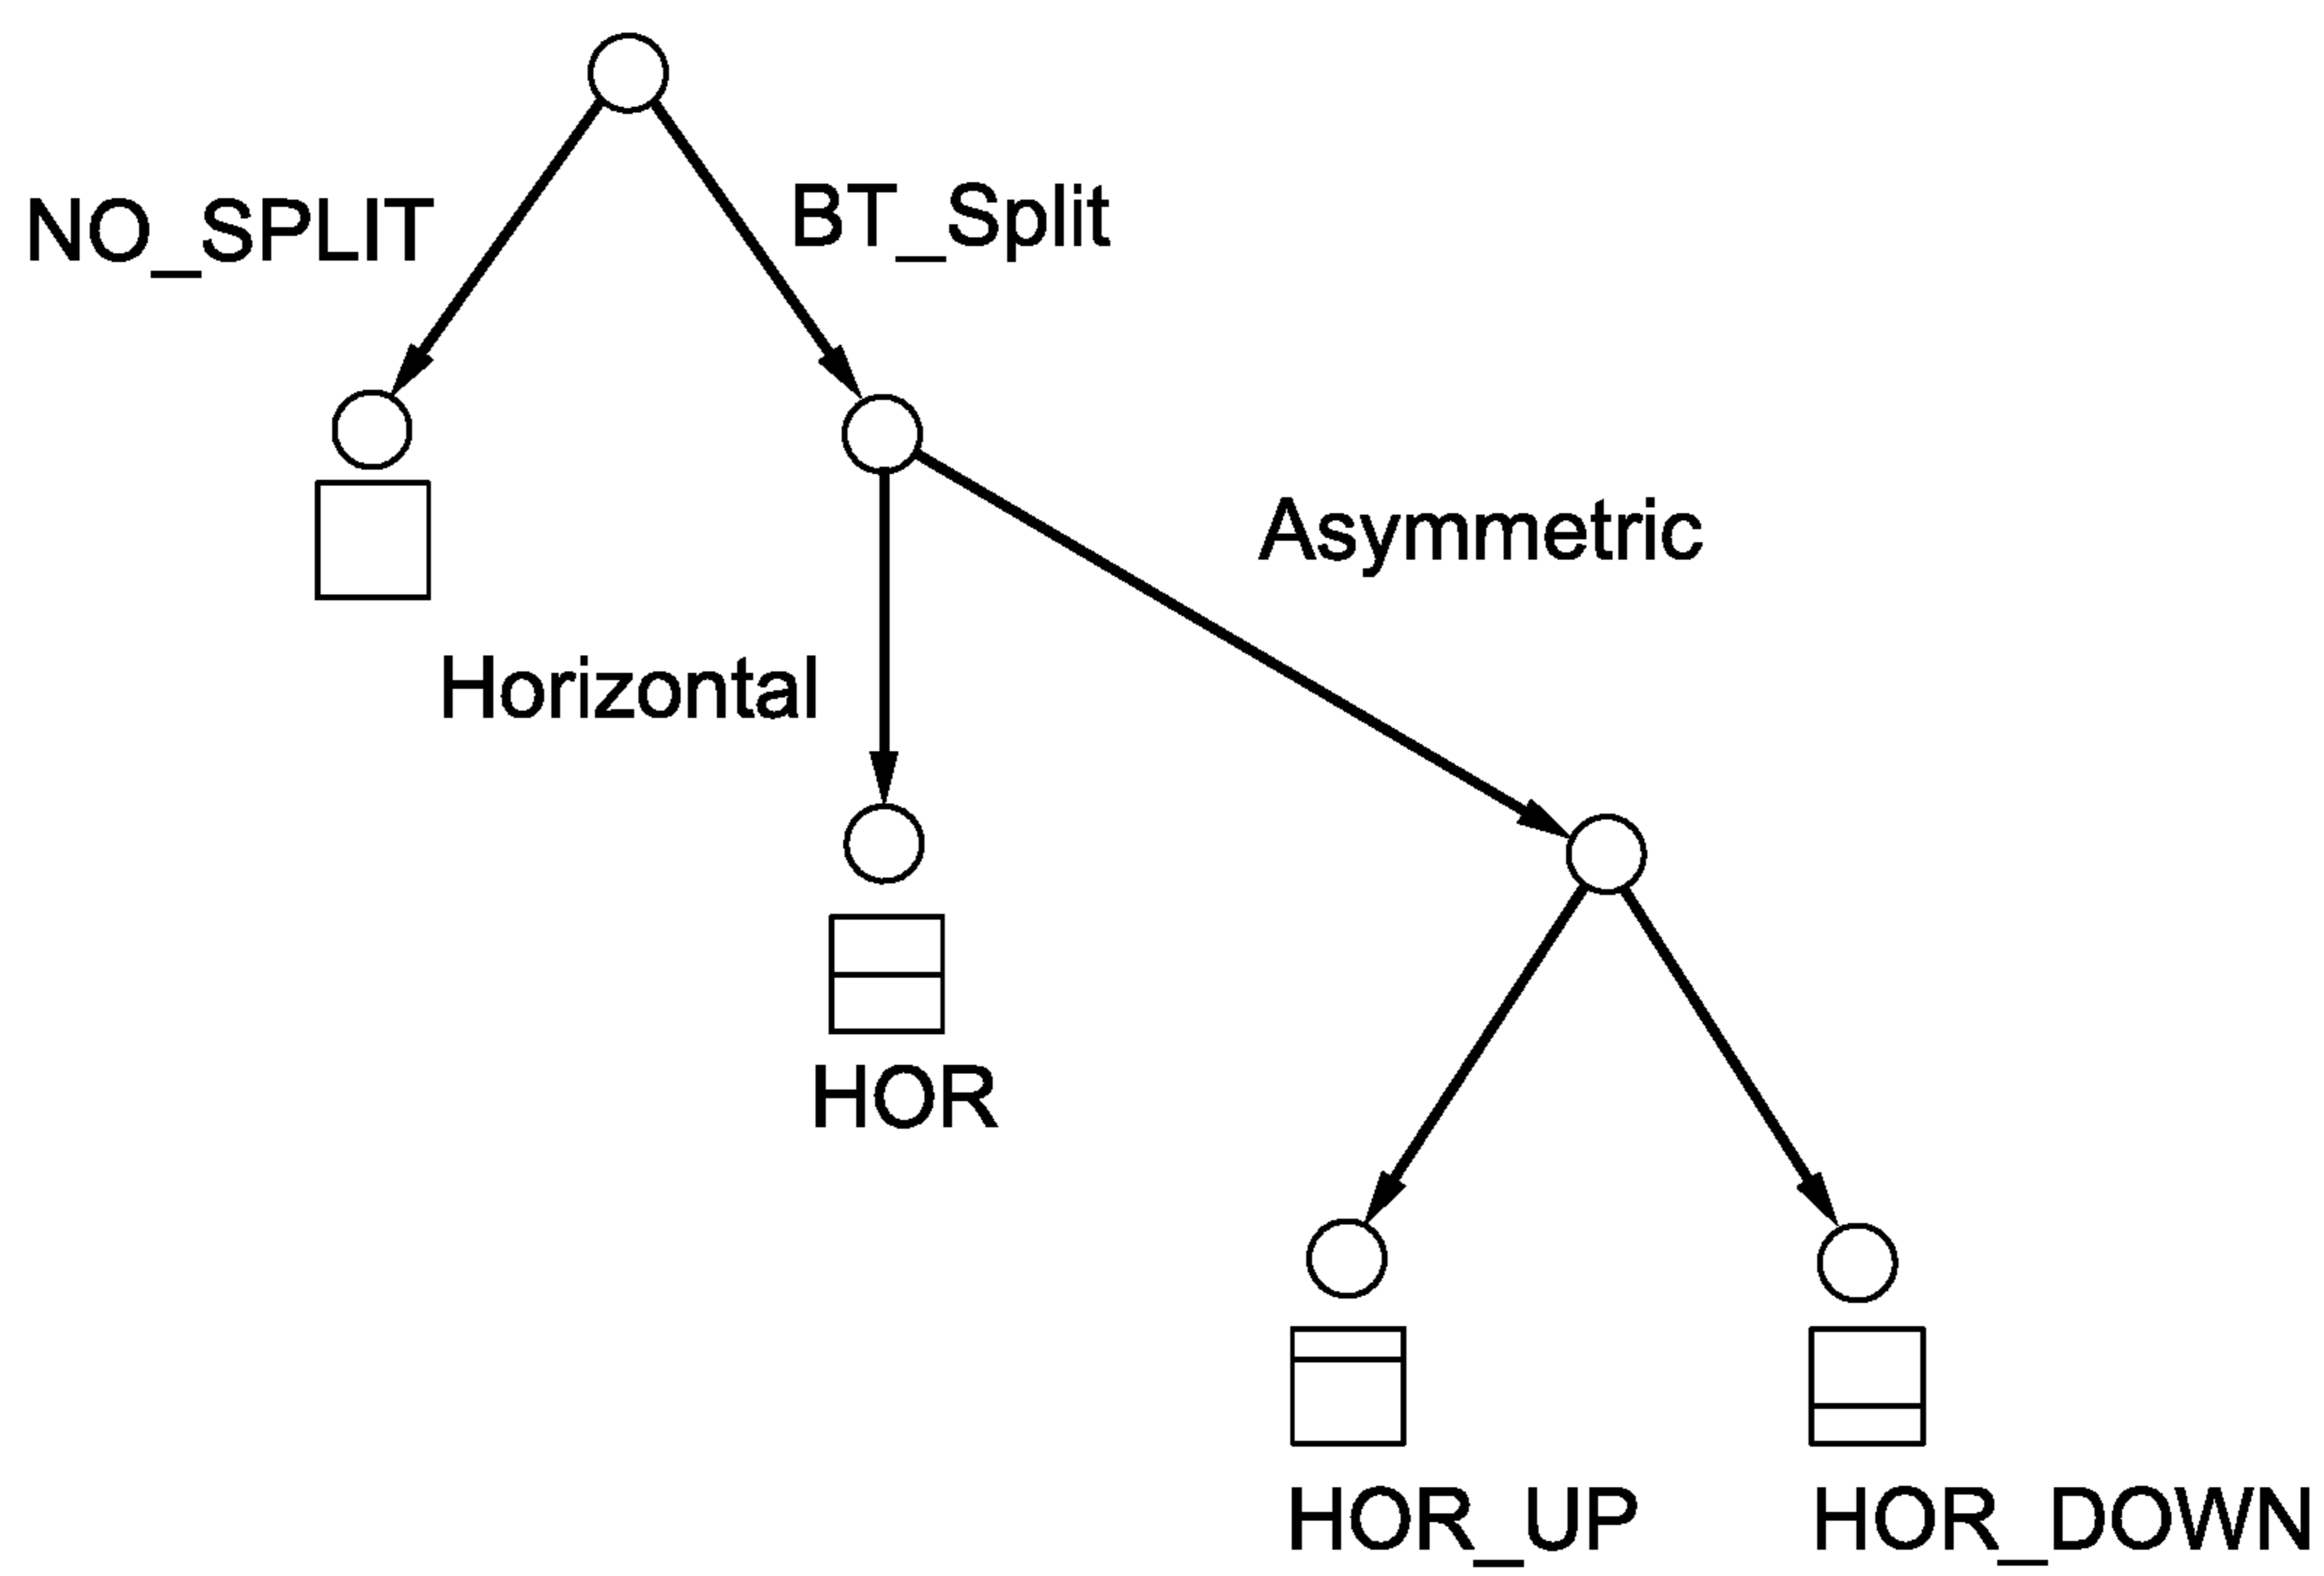 NO_SPLIT
BT_Split
Asymmetric
Horizontal
HOR
HOR_UP
HOR_DOWN